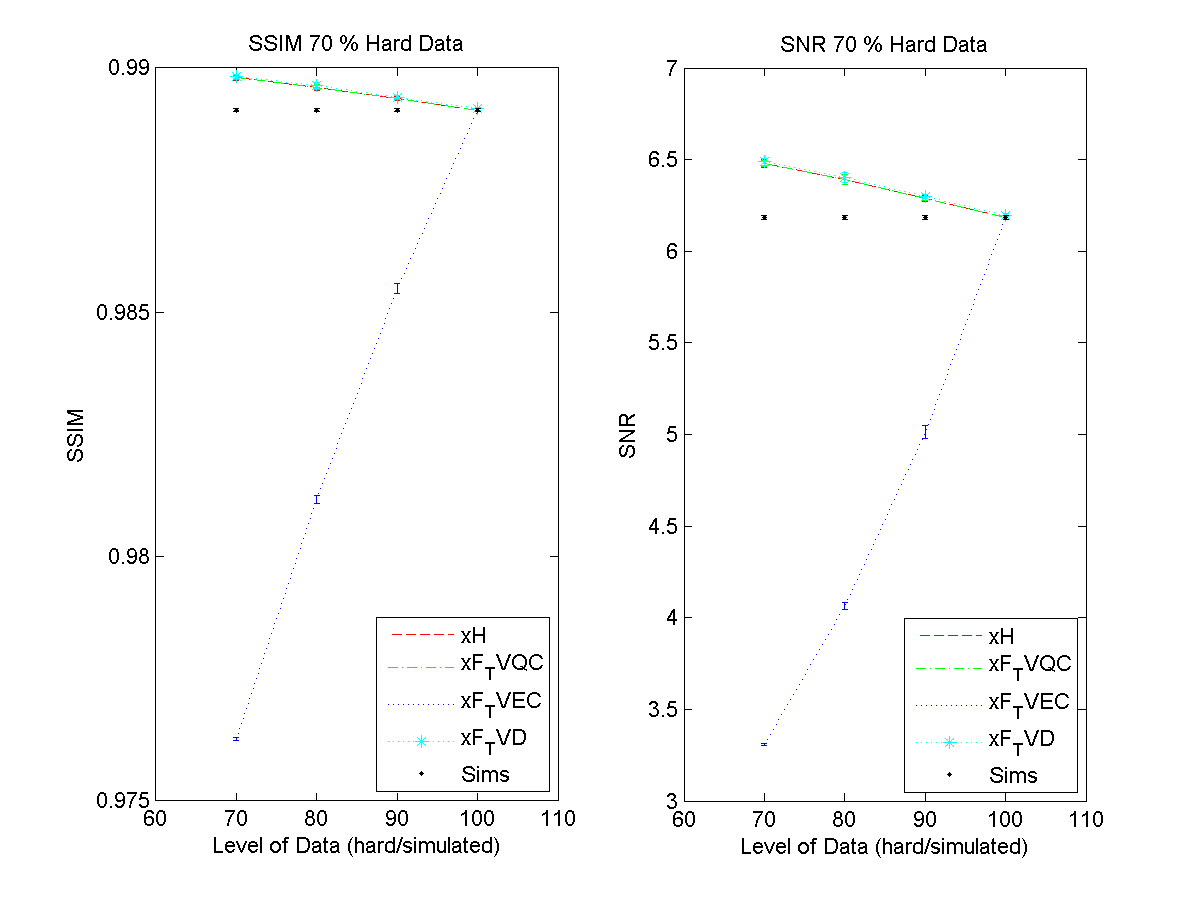 SSIM 70 % Hard Data
0.99
0.985
0.98
0.975
SSIM
60 70 80 90 100 110
Level of Data (hard/simulated)
xH
xF_TVQC
xF_TVEC
xF_TVD
Sims
SNR 70 % Hard Data
7
6.5
6
5.5
5
4.5
4
3.5
3
SNR
60 70 80 90 100 110
Level of Data (hard/simulated)
xH
xF_TVQC
xF_TVEC
xF_TVD
Sims